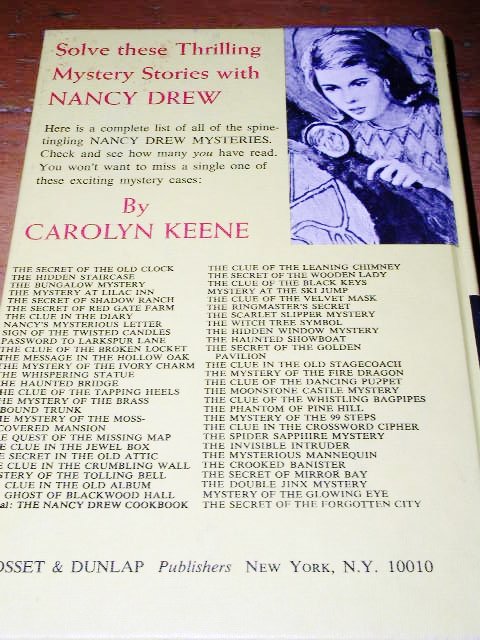 Solve these Thrilling
Mystery Stories with
NANCY DREW
Here is a complete list of all of the spine-
tingling NANCY DREW MYSTERIES.
Check and see how many you have read.
You won't want to miss a single one of
these exciting mystery cases:
By
CAROLYN KEENE
THE SECRET OF THE OLD CLOCK
THE HIDDEN STAIRCASE
THE BUNGALOW MYSTERY
THE MYSTERY AT LILAC INN
THE SECRET OF SHADOW RANCH
THE SECRET OF RED GATE FARM
THE CLUE IN THE DIARY
NANCY'S MYSTERIOUS LETTER
SIGN OF THE TWISTED CANDLES
PASSWORD TO LARKSPUR LANE
THE CLUE OF THE BROKEN LOCKET
THE MESSAGE IN THE HOLLOW OAK
THE MYSTERY OF THE IVORY CHARM
THE WHISPERING STATUE
HE HAUNTED BRIDGE
HE CLUE OF THE TAPPING HEELS
HE MYSTERY OF THE BRASS
BOUND TRUNK
HE MYSTERY OF THE MOSS-
COVERED MANSION
E QUEST OF THE MISSING MAP
E CLUE IN THE JEWEL BOX
E SECRET IN THE OLD ATTIC
E CLUE IN THE CRUMBLING WALL
STERY OF THE TOLLING BELL
CLUE IN THE OLD ALBUM
GHOST OF BLACKWOOD HALL
al: THE NANCY DREW COOKBOOK
THE CLUE OF THE LEANING CHIMNEY
THE SECRET OF THE WOODEN LADY
THE CLUE OF THE BLACK KEYS
MYSTERY AT THE SKI JUMP
THE CLUE OF THE VELVET MASK
THE RINGMASTER'S SECRET
THE SCARLET SLIPPER MYSTERY
THE WITCH TREE SYMBOL
THE HIDDEN WINDOW MYSTERY
THE HAUNTED SHOWBOAT
THE SECRET OF THE GOLDEN
PAVILION
THE CLUE IN THE OLD STAGECOACH
THE MYSTERY OF THE FIRE DRAGON
THE CLUE OF THE DANCING PUPPET
THE MOONSTONE CASTLE MYSTERY
THE CLUE OF THE WHISTLING BAGPIPES
THE PHANTOM OF PINE HILL
THE MYSTERY OF THE 99 STEPS
THE CLUE IN THE CROSSWORD CIPHER
THE SPIDER SAPPHIRE MYSTERY
THE INVISIBLE INTRUDER
THE MYSTERIOUS MANNEQUIN
THE CROOKED BANISTER
THE SECRET OF MIRROR BAY
THE DOUBLE JINX MYSTERY
MYSTERY OF THE GLOWING EYE
THE SECRET OF THE FORGOTTEN CITY
OSSET & DUNLAP Publishers NEW YORK, N.Y. 10010